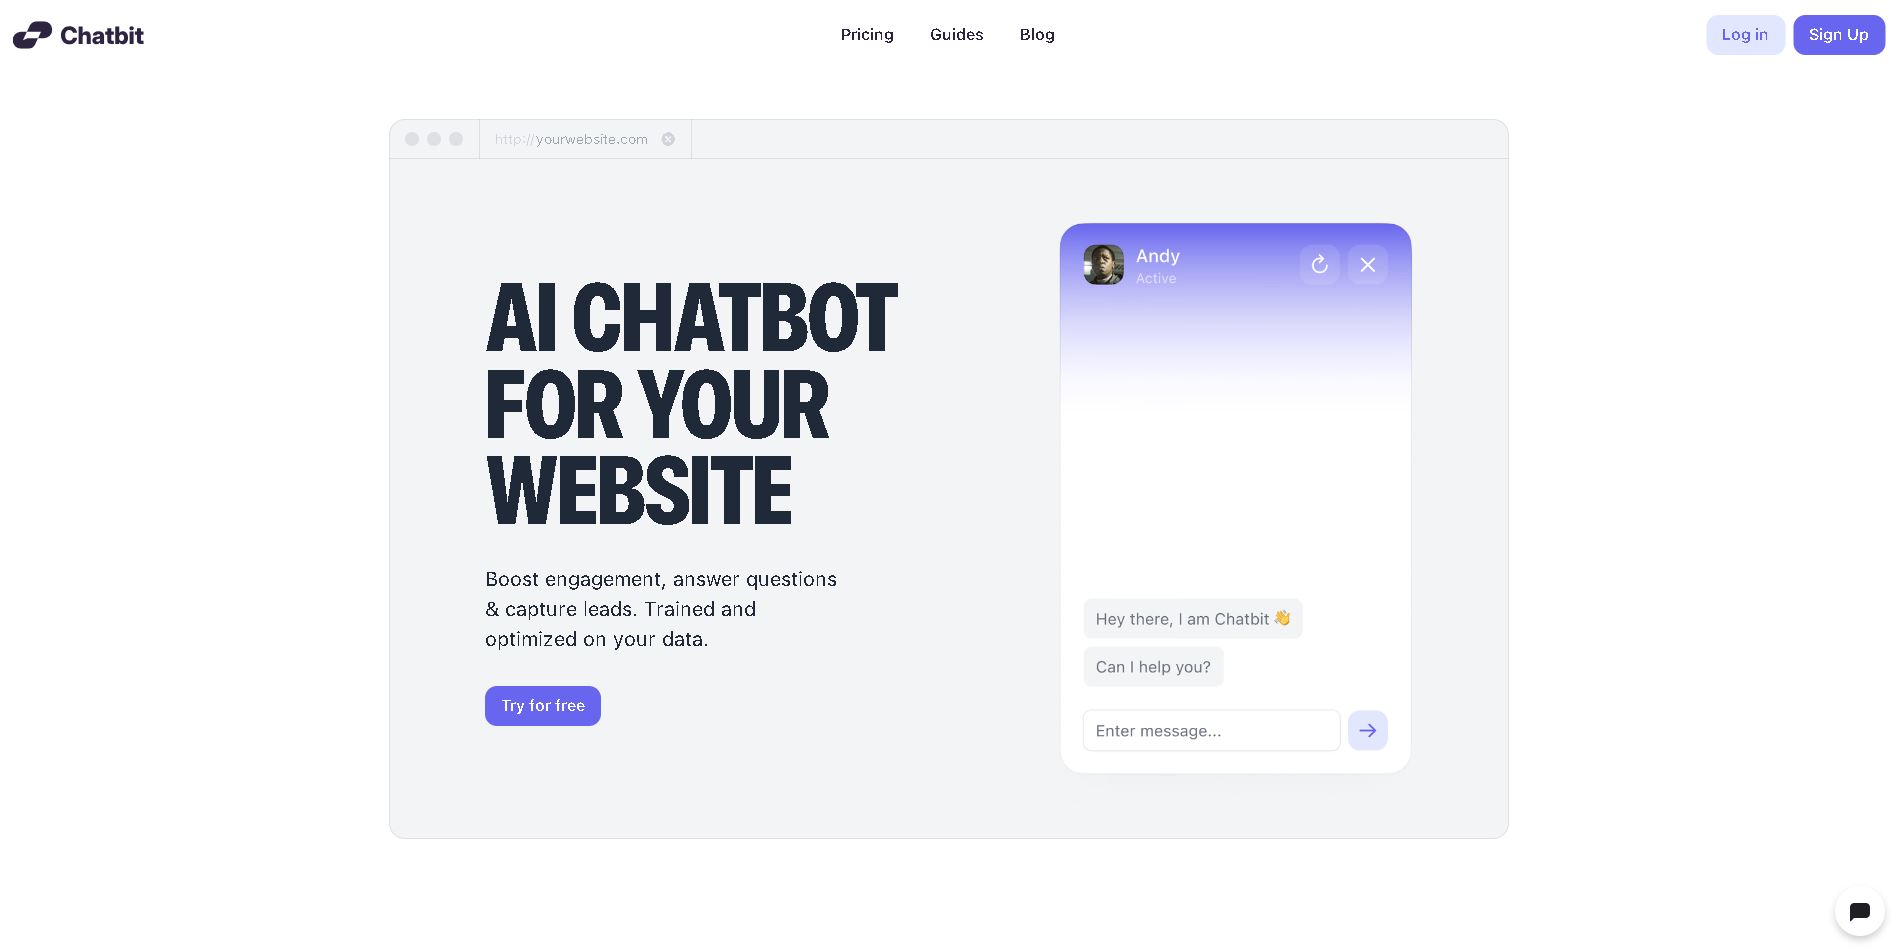 Chatbit
Pricing
Guides
Blog
Log in
Sign Up
http://yourwebsite.com
AI CHATBOT
FOR YOUR
WEBSITE
Boost engagement, answer questions
& capture leads. Trained and
optimized on your data.
Try for free
Andy
Active
Hey there, I am Chatbit 👋
Can I help you?
Enter message...